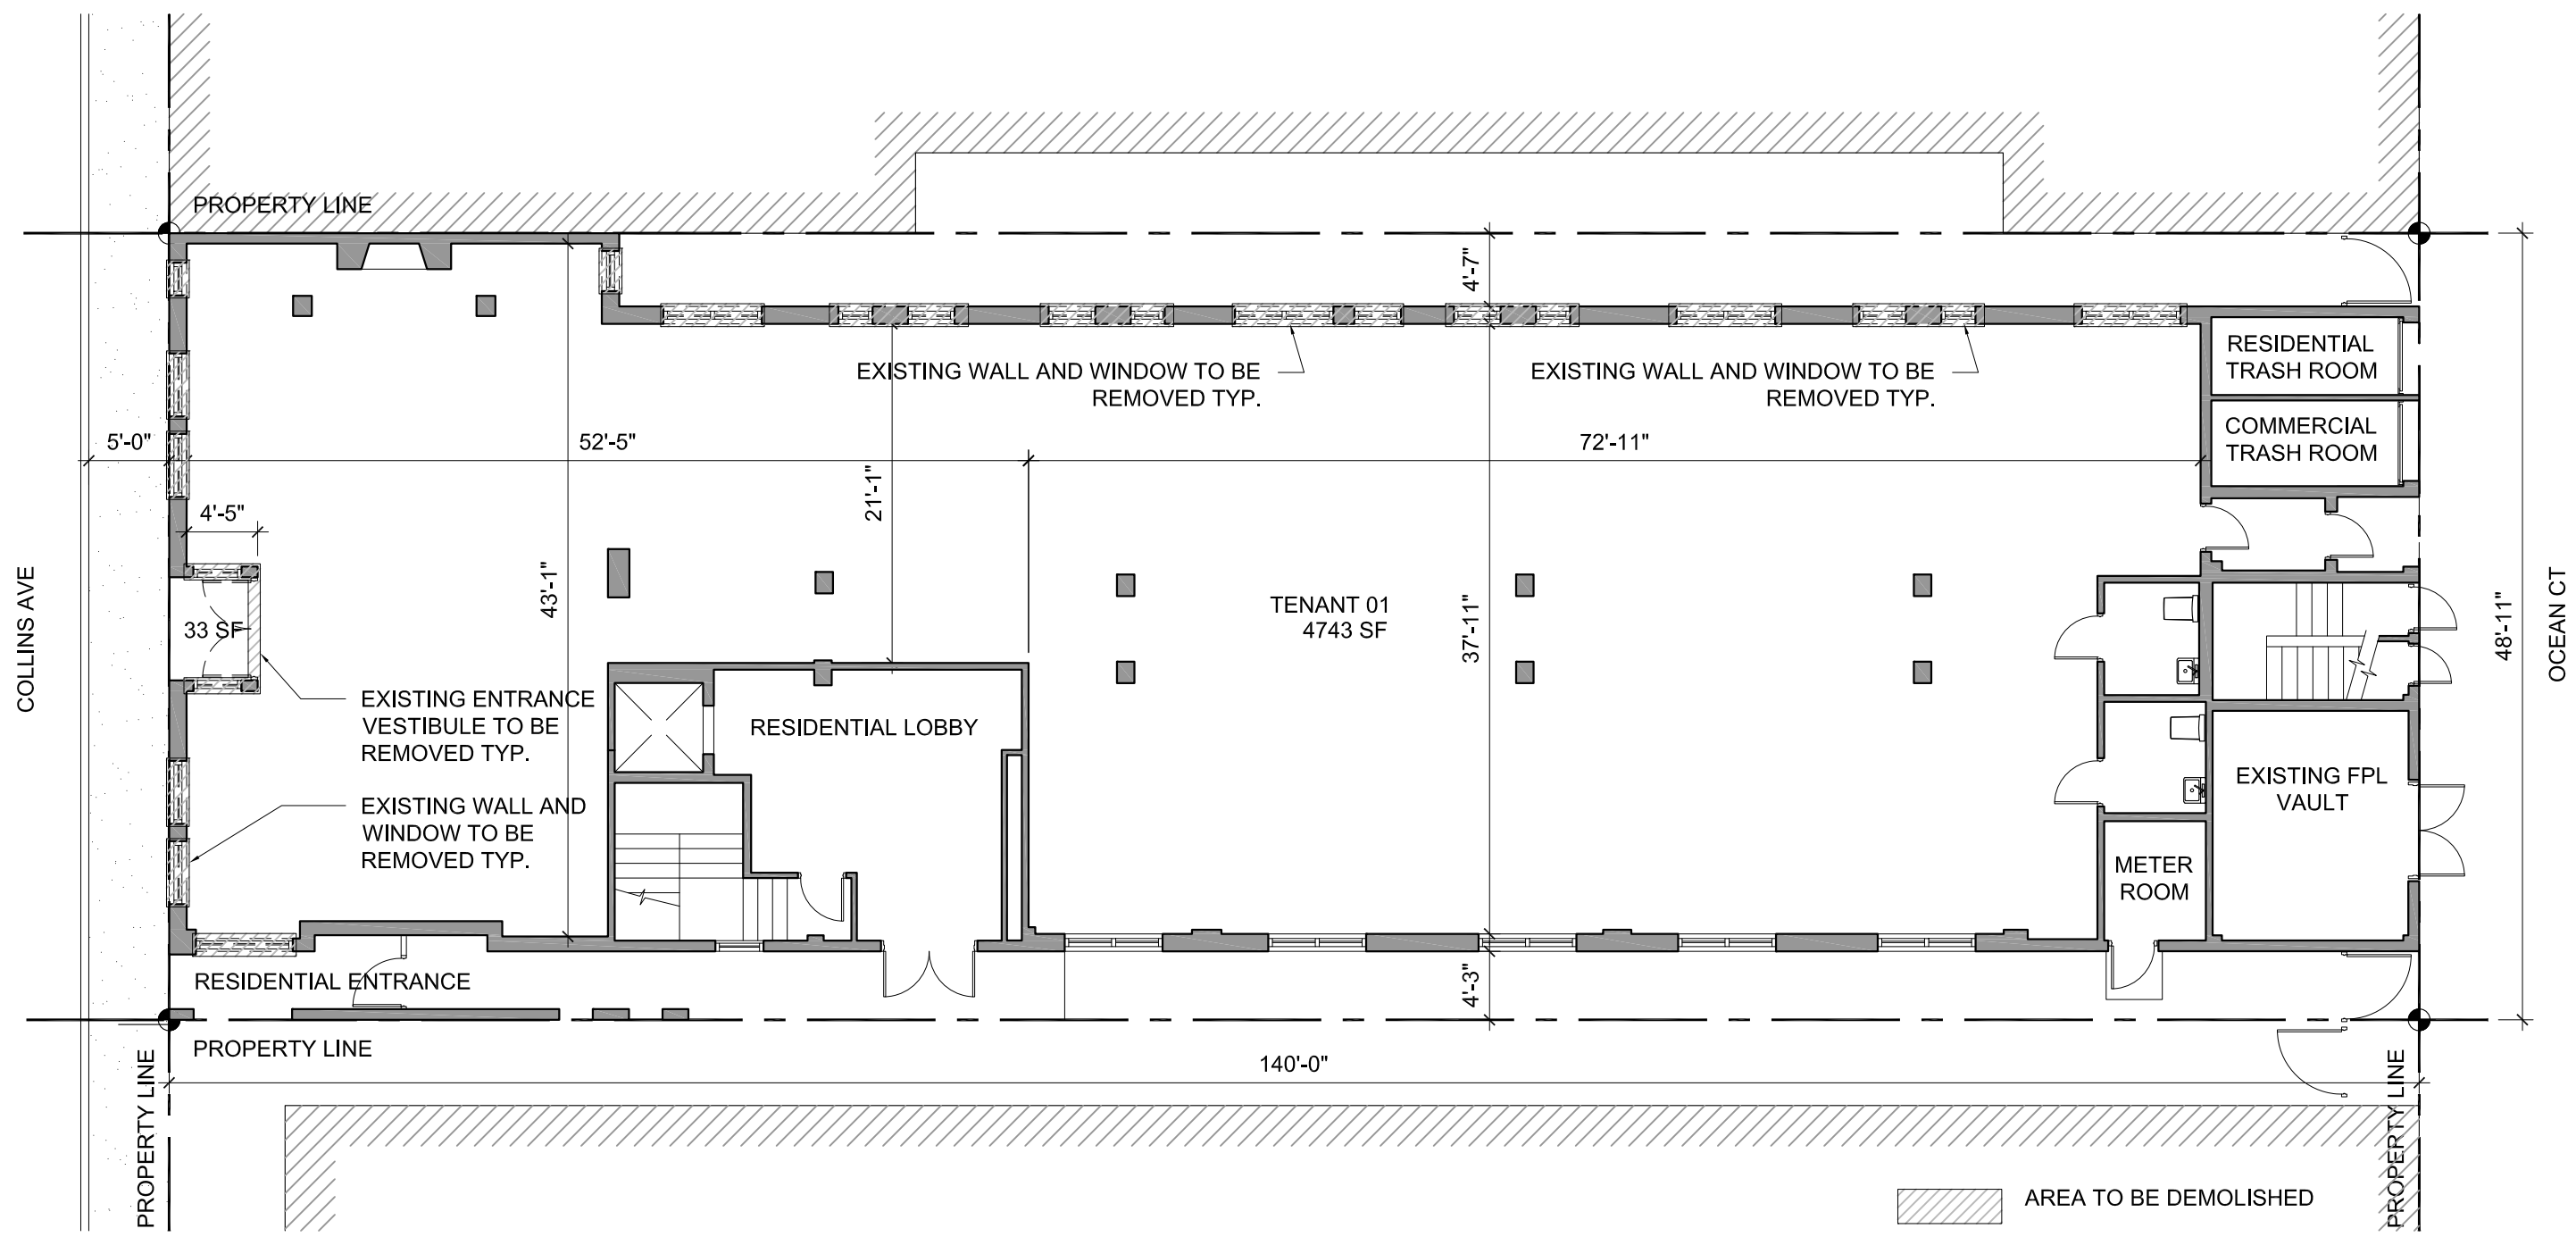 PROPERTY LINE
4'-7"
EXISTING WALL AND WINDOW TO BE
REMOVED TYP.
EXISTING WALL AND WINDOW TO BE
REMOVED TYP.
RESIDENTIAL
TRASH ROOM
COMMERCIAL
TRASH ROOM
5'-0"
52'-5"
72'-11"
21'-1"
4'-5"
43'-1"
33 SF
TENANT 01
4743 SF
37'-11"
COLLINS AVE
48'-11"
OCEAN CT
EXISTING ENTRANCE
VESTIBULE TO BE
REMOVED TYP.
RESIDENTIAL LOBBY
EXISTING FPL
VAULT
EXISTING WALL AND
WINDOW TO BE
REMOVED TYP.
METER
ROOM
RESIDENTIAL ENTRANCE
4'-3"
PROPERTY LINE
140'-0"
PROPERTY LINE
PROPERTY LINE
AREA TO BE DEMOLISHED